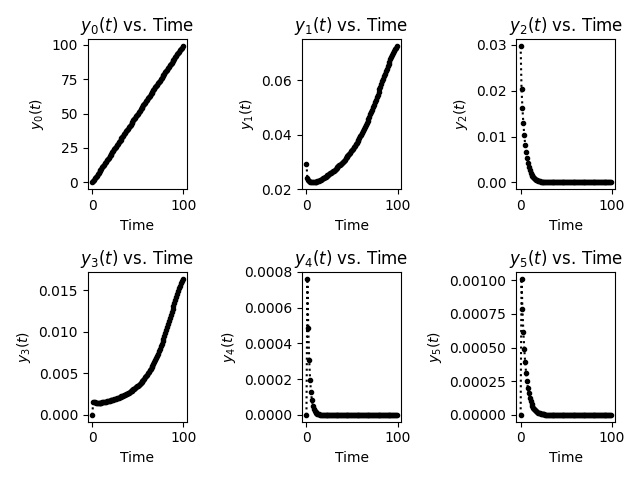 y₀(t) vs. Time
y₁(t) vs. Time
y₂(t) vs. Time
100
75
50
25
0
y₀(t)
0
100
Time
0.06
0.04
0.02
y₁(t)
0
100
Time
0.03
0.02
0.01
0.00
y₂(t)
0
100
Time
y₃(t) vs. Time
y₄(t) vs. Time
y₅(t) vs. Time
0.015
0.010
0.005
0.000
y₃(t)
0
100
Time
0.0008
0.0006
0.0004
0.0002
0.0000
y₄(t)
0
100
Time
0.00100
0.00075
0.00050
0.00025
0.00000
y₅(t)
0
100
Time